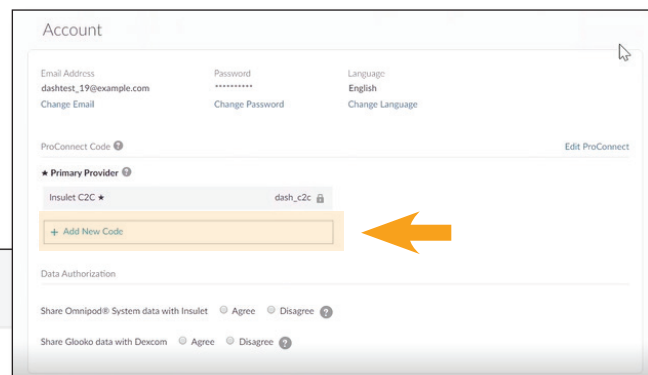 Account
Email Address Password Language
dashtest_19@example.com •••••••••• English
Change Email Change Password Change Language
ProConnect Code ? Edit ProConnect
★ Primary Provider ?
Insulet C2C ★ dash_c2c
+ Add New Code
Data Authorization
Share Omnipod® System data with Insulet Agree Disagree ?
Share Glooko data with Dexcom Agree Disagree ?